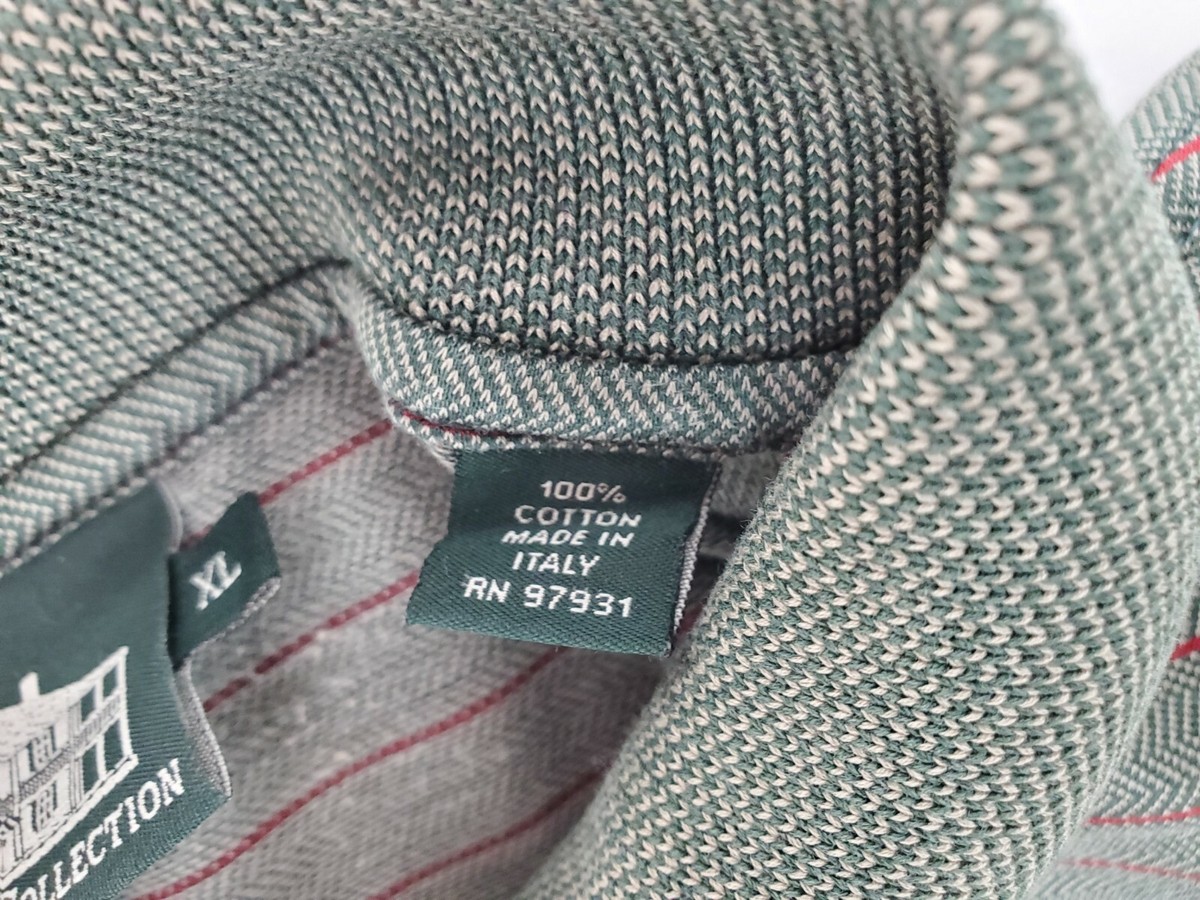 100%
COTTON
MADE IN
ITALY
RN 97931
XL
COLLECTION